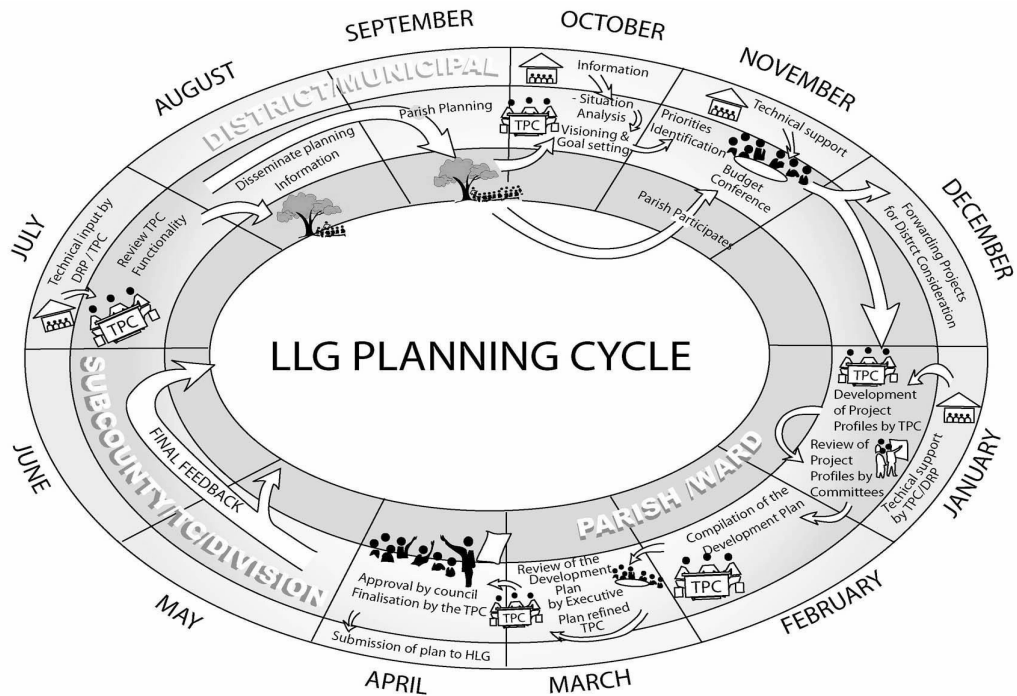 LLG PLANNING CYCLE
JULY
Technical input by
DRP / TPC
Review TPC
Functionality
TPC
AUGUST
DISTRICT/MUNICIPAL
Disseminate planning
Information
SEPTEMBER
Parish Planning
OCTOBER
Information
- Situation
Analysis
TPC
Visioning &
Goal setting
NOVEMBER
Technical support
Priorities
Identification
Budget
Conference
Parish Participates
DECEMBER
Forwarding Projects
for Distrct Consideration
JANUARY
TPC
Development
of Project
Profiles by TPC
Review of
Project
Profiles by
Committees
Techical support
by TPC/DRP
FEBRUARY
Compilation of the
Development Plan
TPC
PARISH /WARD
MARCH
Review of the
Development
Plan
by Executive
Plan refined
TPC
TPC
APRIL
Approval by council
Finalisation by the TPC
Submission of plan to HLG
MAY
SUBCOUNTY/TC/DIVISION
FINAL FEEDBACK
JUNE